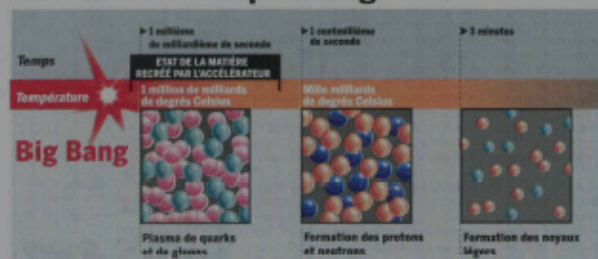 Temps
> 1 millième
de milliardième de seconde
> 1 centmillième
de seconde
> 3 minutes
ETAT DE LA MATIÈRE
RECRÉÉ PAR L'ACCÉLÉRATEUR
Température
1 million de milliards
de degrés Celsius
Mille milliards
de degrés Celsius
Big Bang
Plasma de quarks
et de gluons
Formation des protons
et neutrons
Formation des noyaux
légers